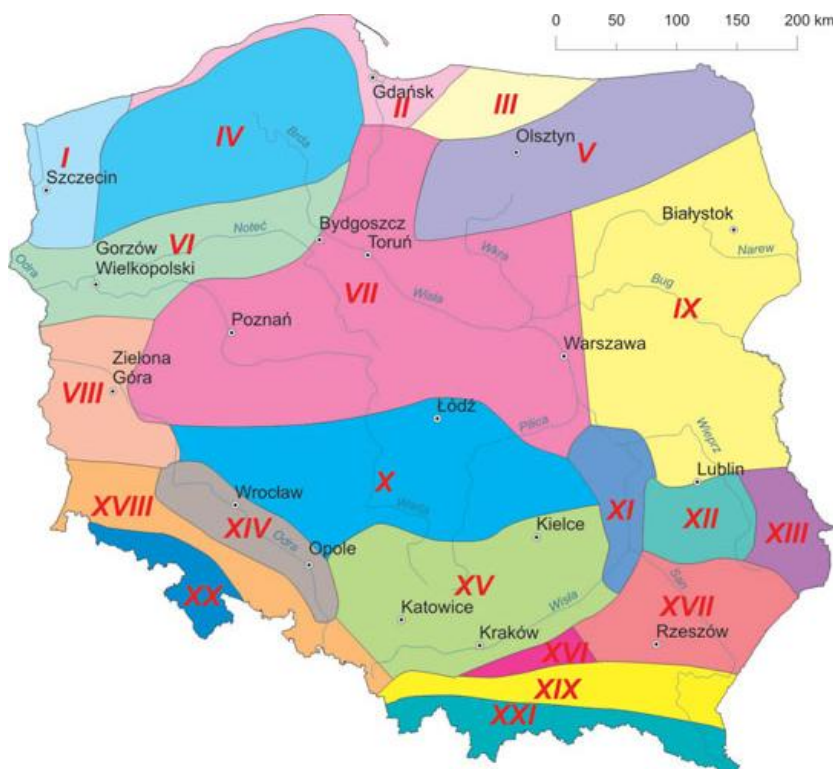 0 50 100 150 200 km
Gdańsk
II
III
I
IV
Brda
Olsztyn
V
Szczecin
Białystok
Narew
Bydgoszcz
Toruń
Noteć
VI
Wkra
Odra
Gorzów
Wielkopolski
VII
Wisła
Bug
IX
Poznań
Warszawa
Zielona
Góra
VIII
Łódź
Pilica
Wieprz
Lublin
X
XVIII
Wrocław
XIV
Warta
Kielce
XI
XII
XIII
Odra
Opole
XX
XV
Katowice
Wisła
Kraków
San
XVII
Rzeszów
XVI
XIX
XXI